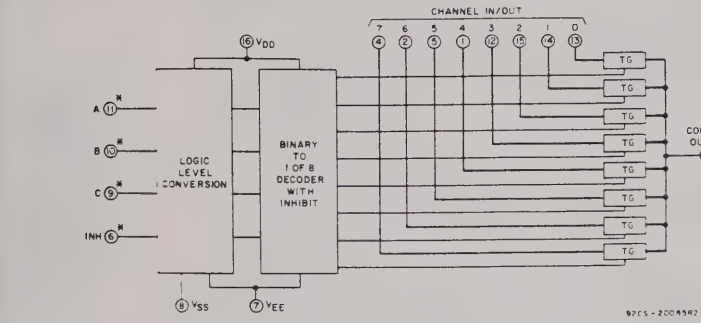 CHANNEL IN/OUT
7 6 5 4 3 2 1 0
4 2 5 1 12 15 14 13
16 VDD
TG
TG
TG
TG
TG
TG
TG
TG
A 11 *
B 10 *
C 9 *
INH 6 *
LOGIC
LEVEL
CONVERSION
BINARY
TO
1 OF 8
DECODER
WITH
INHIBIT
8 VSS
7 VEE